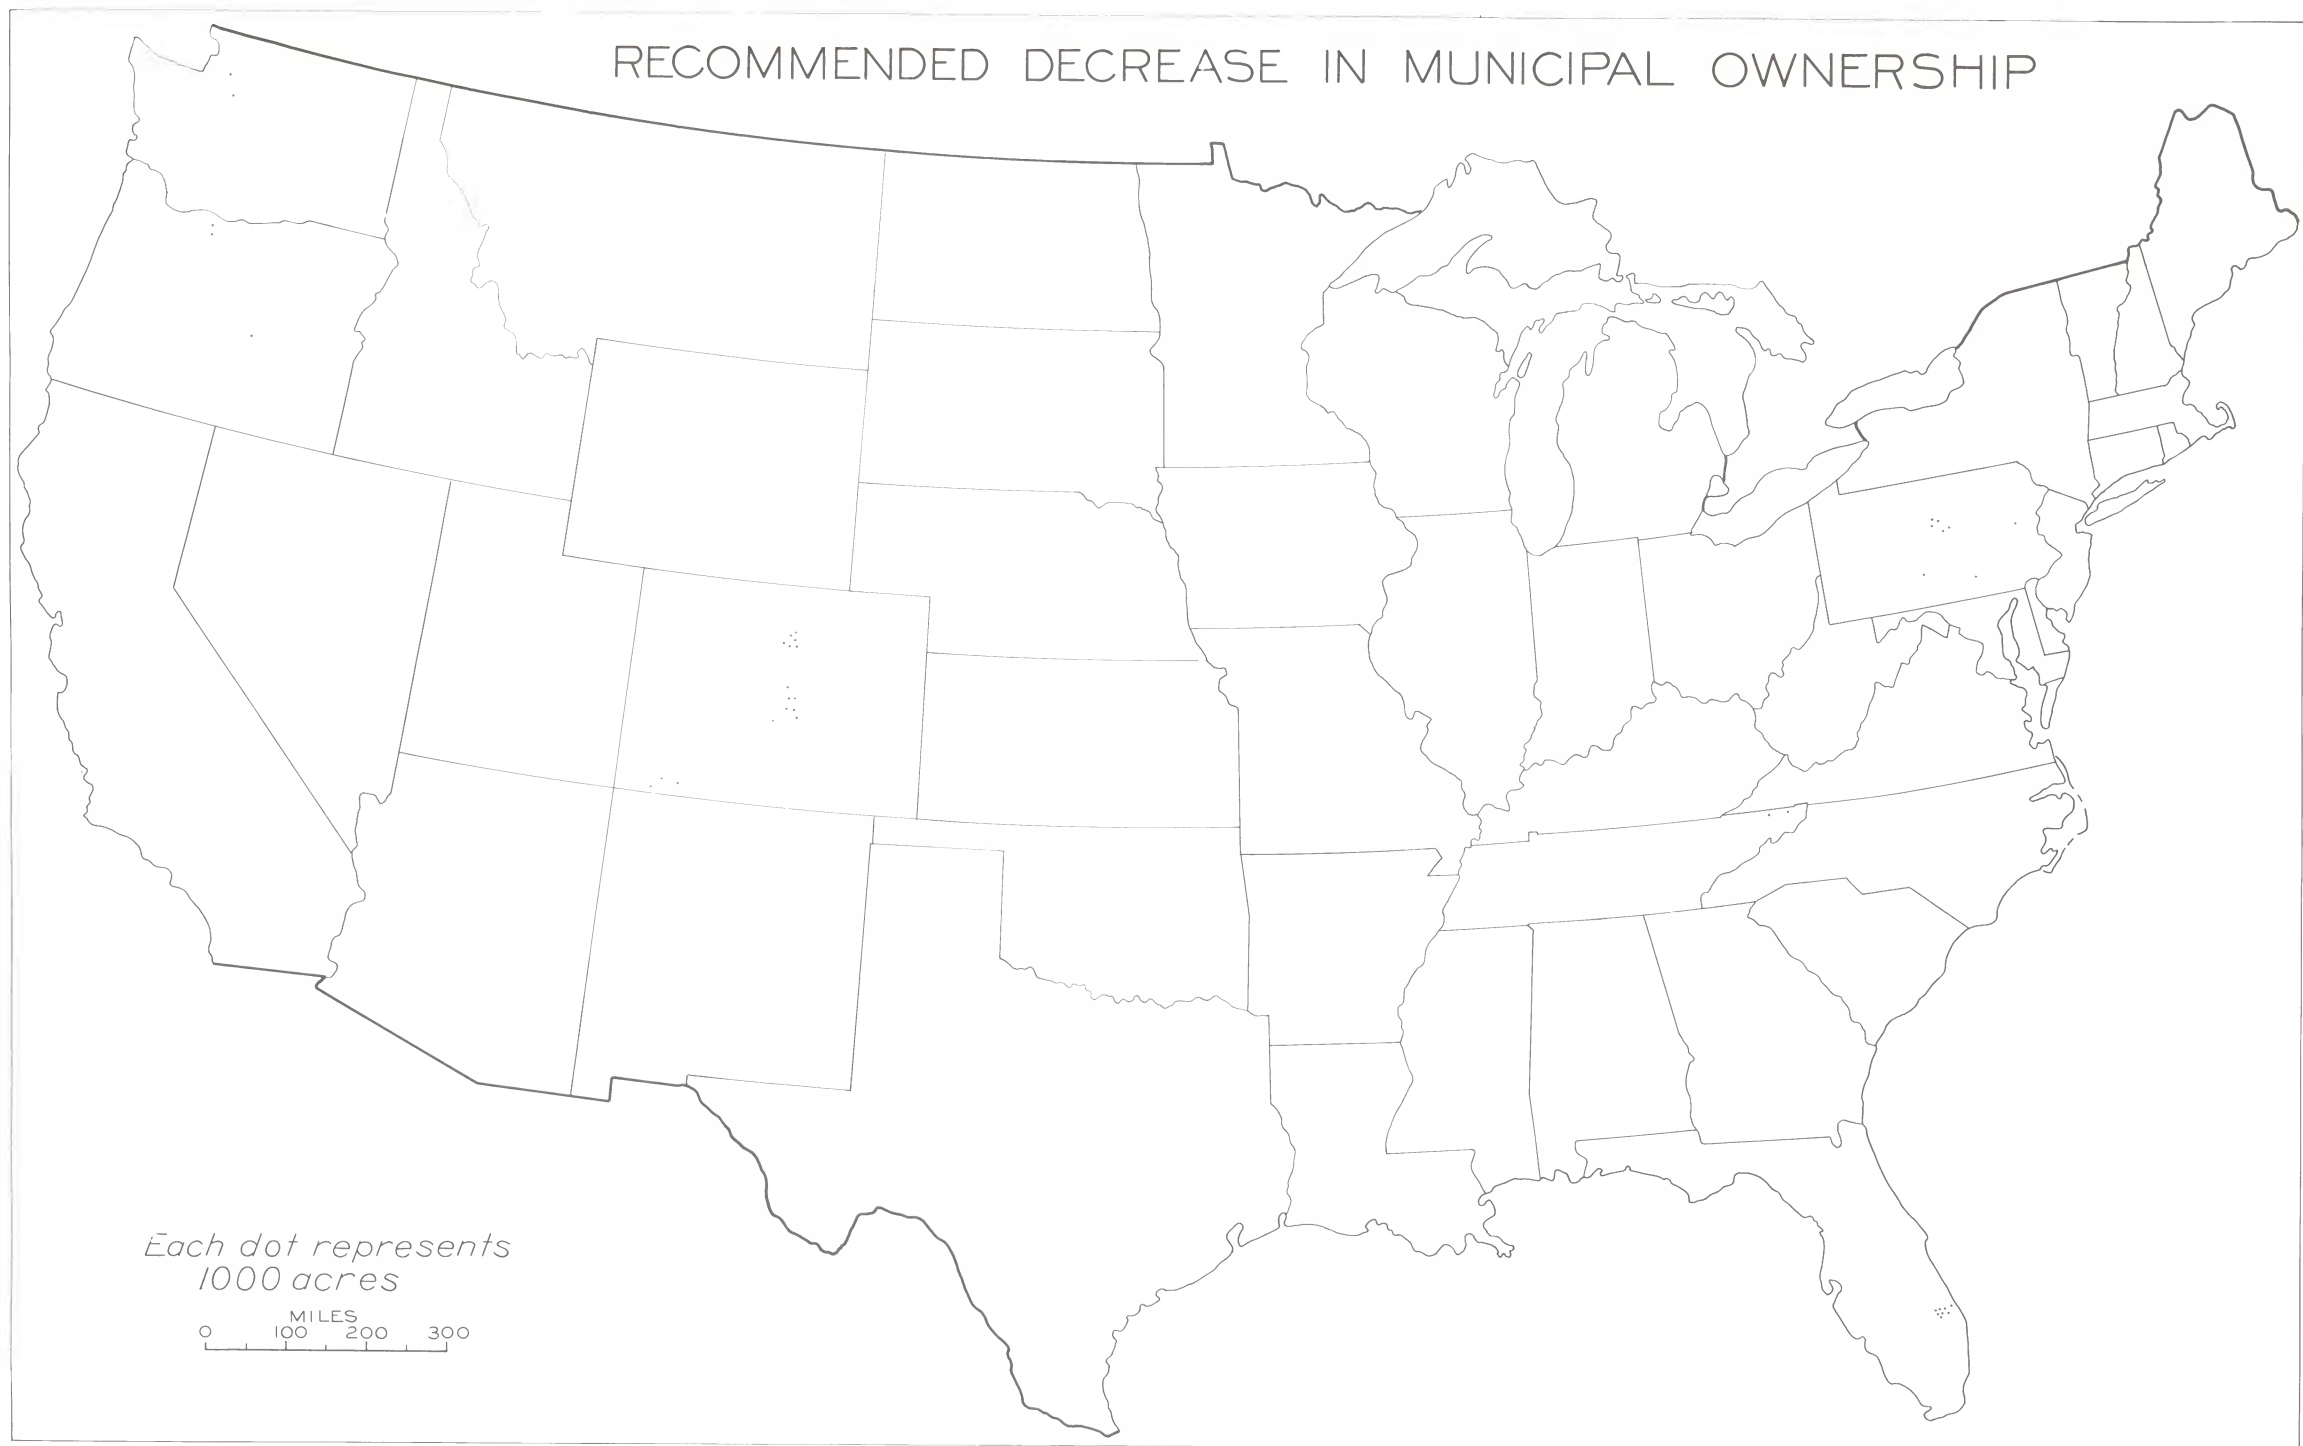 RECOMMENDED DECREASE IN MUNICIPAL OWNERSHIP
Each dot represents
1000 acres
MILES
0 100 200 300